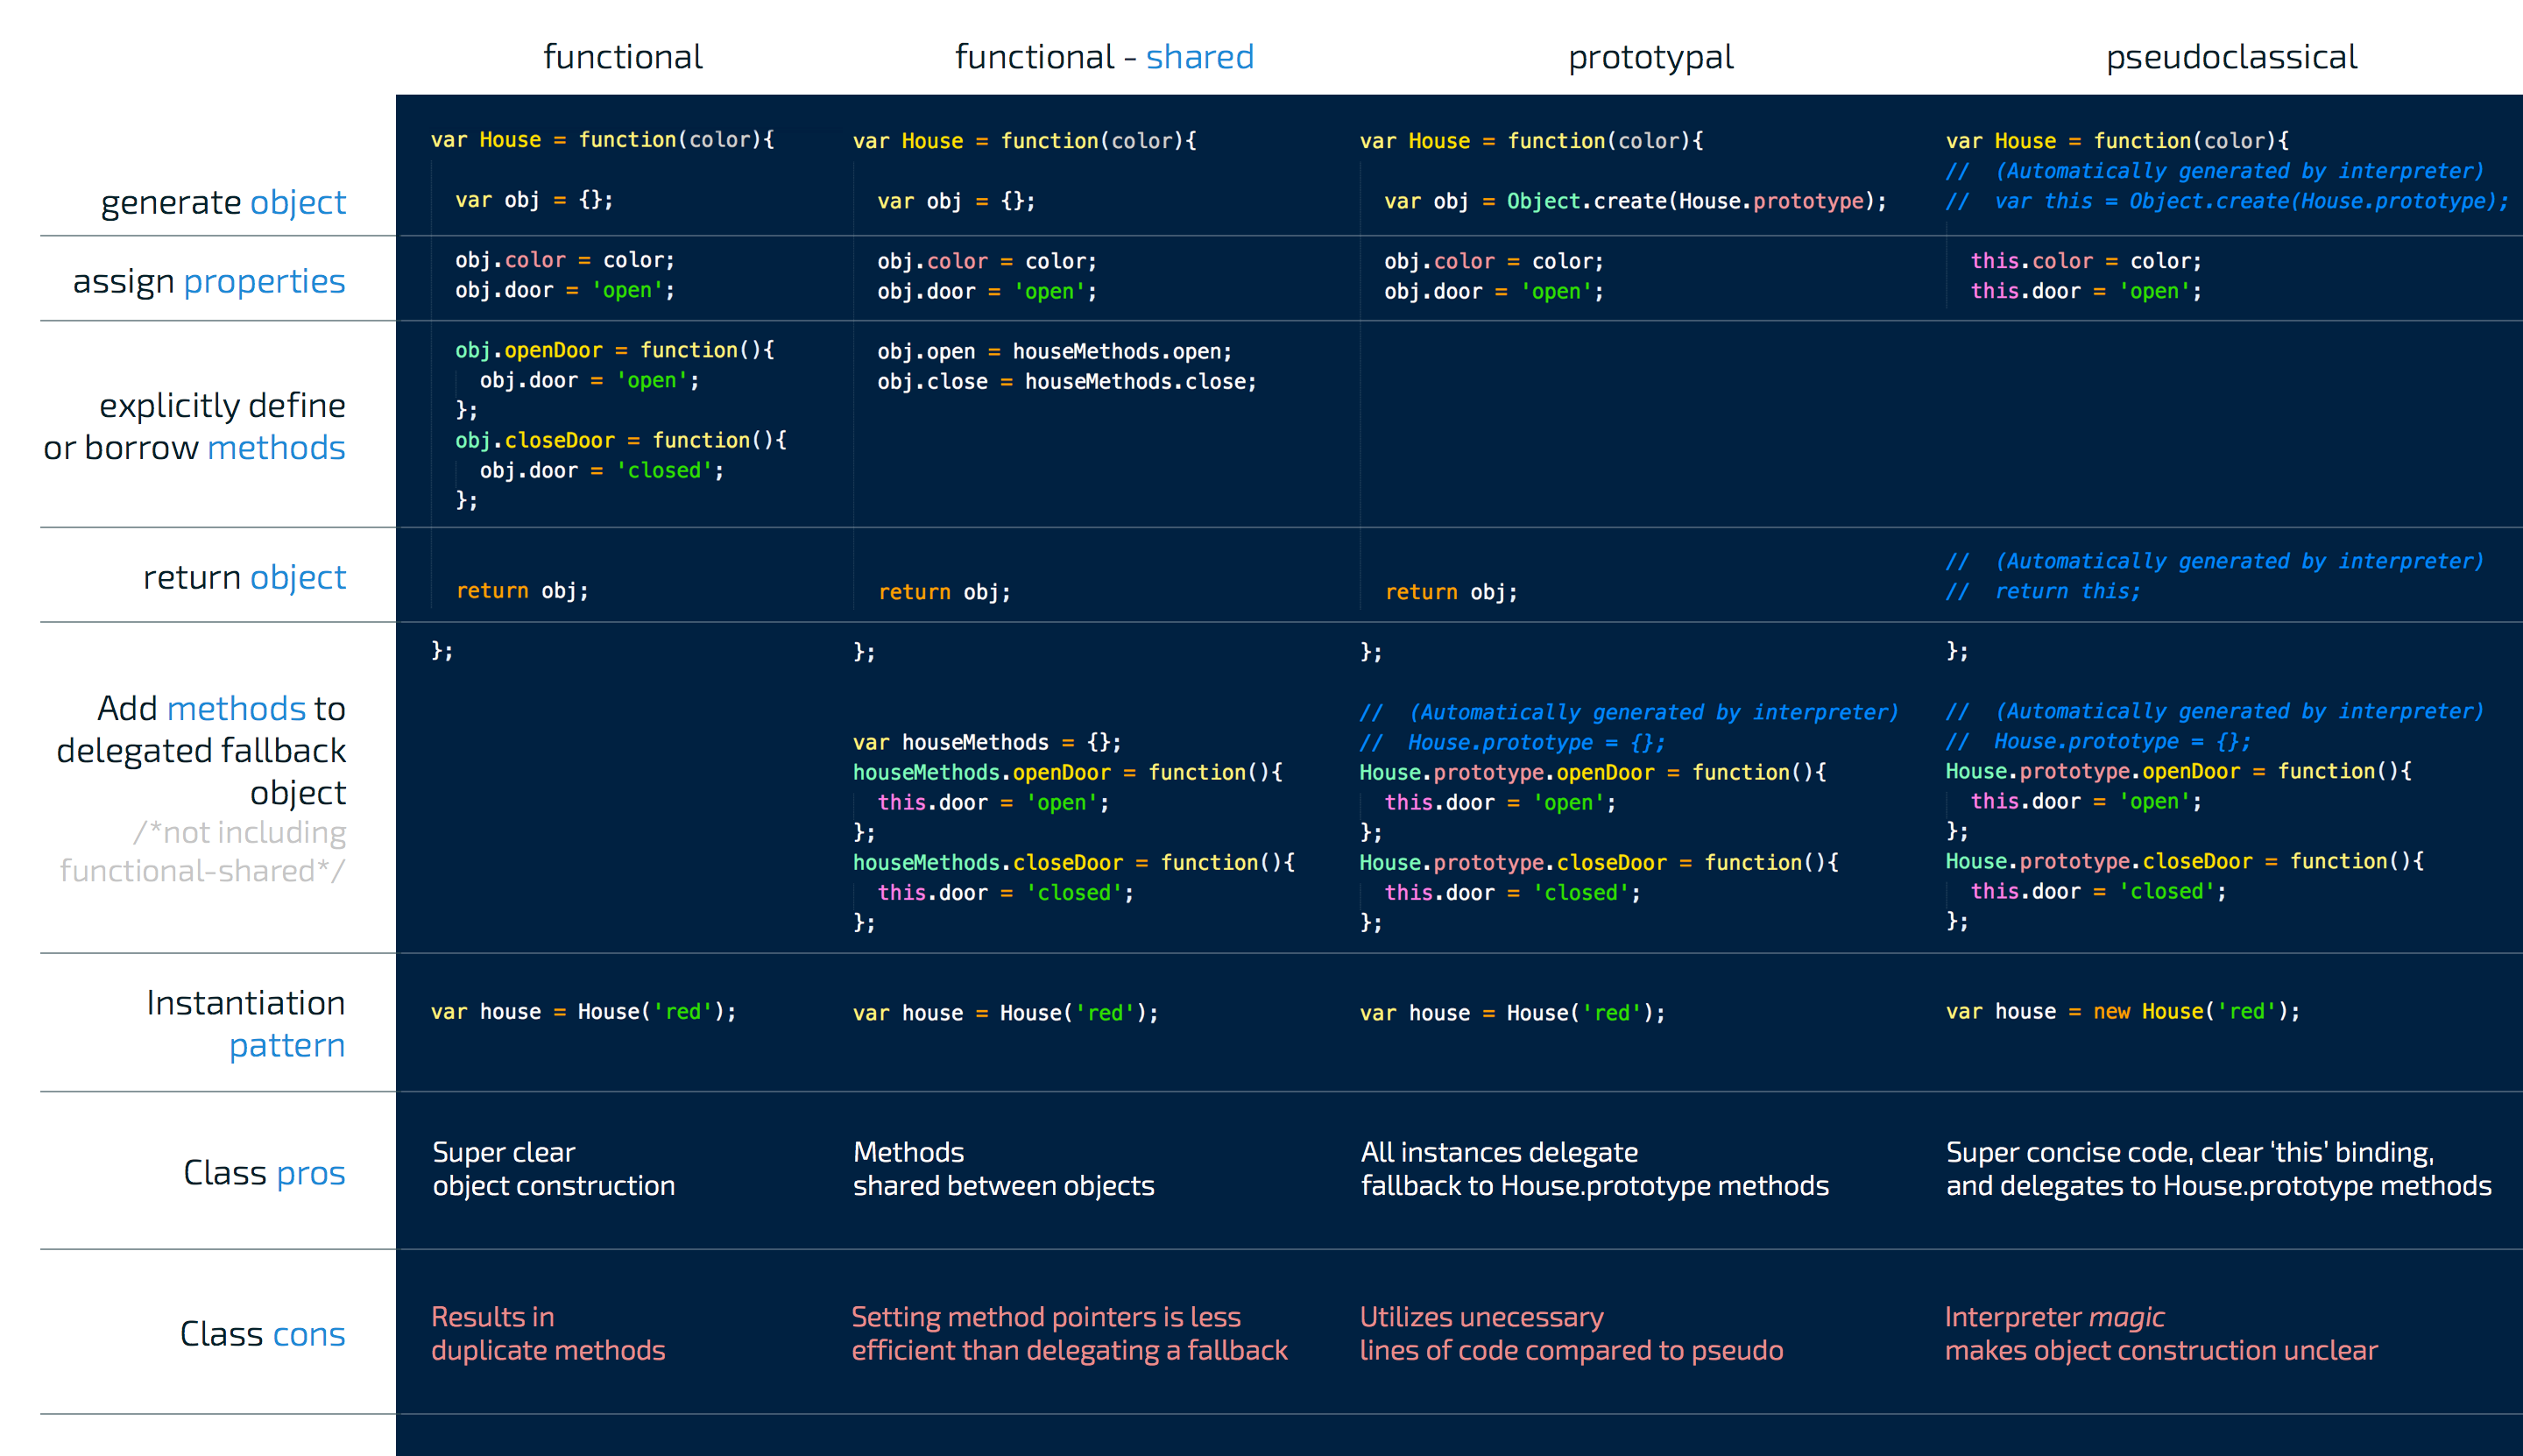 functional
functional - shared
prototypal
pseudoclassical
generate object
var House = function(color){
var obj = {};
var House = function(color){
var obj = {};
var House = function(color){
var obj = Object.create(House.prototype);
var House = function(color){
// (Automatically generated by interpreter)
// var this = Object.create(House.prototype);
assign properties
obj.color = color;
obj.door = 'open';
obj.color = color;
obj.door = 'open';
obj.color = color;
obj.door = 'open';
this.color = color;
this.door = 'open';
explicitly define
or borrow methods
obj.openDoor = function(){
obj.door = 'open';
};
obj.closeDoor = function(){
obj.door = 'closed';
};
obj.open = houseMethods.open;
obj.close = houseMethods.close;
return object
return obj;
return obj;
return obj;
// (Automatically generated by interpreter)
// return this;
Add methods to
delegated fallback
object
/*not including
functional-shared*/
};
};
var houseMethods = {};
houseMethods.openDoor = function(){
this.door = 'open';
};
houseMethods.closeDoor = function(){
this.door = 'closed';
};
};
// (Automatically generated by interpreter)
// House.prototype = {};
House.prototype.openDoor = function(){
this.door = 'open';
};
House.prototype.closeDoor = function(){
this.door = 'closed';
};
};
// (Automatically generated by interpreter)
// House.prototype = {};
House.prototype.openDoor = function(){
this.door = 'open';
};
House.prototype.closeDoor = function(){
this.door = 'closed';
};
Instantiation
pattern
var house = House('red');
var house = House('red');
var house = House('red');
var house = new House('red');
Class pros
Super clear
object construction
Methods
shared between objects
All instances delegate
fallback to House.prototype methods
Super concise code, clear ‘this’ binding,
and delegates to House.prototype methods
Class cons
Results in
duplicate methods
Setting method pointers is less
efficient than delegating a fallback
Utilizes unecessary
lines of code compared to pseudo
Interpreter magic
makes object construction unclear